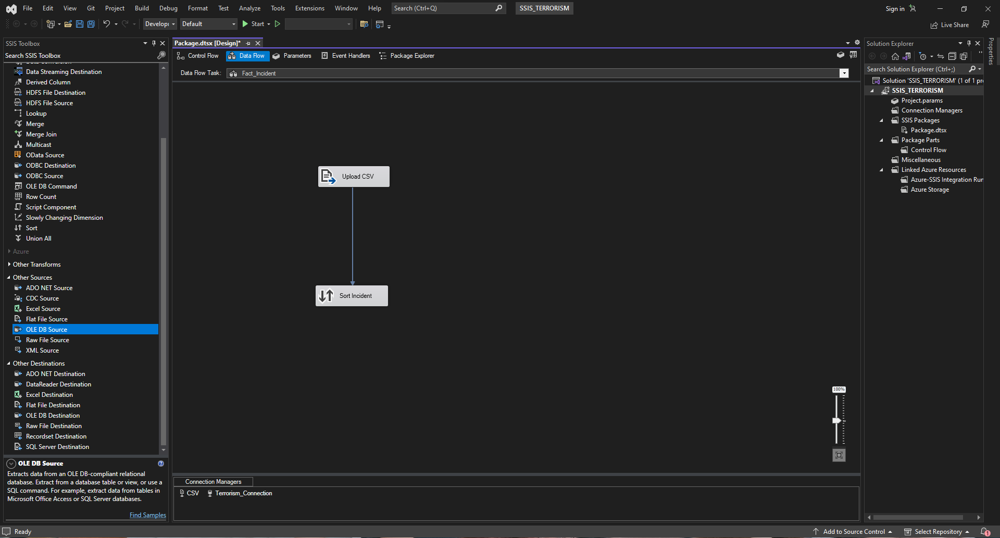 File Edit View Git Project Build Debug Format Test Analyze Tools Extensions Window Help Search (Ctrl+Q) SSIS_TERRORISM Sign in
Developı Default Start Live Share
SSIS Toolbox
Search SSIS Toolbox
Data Conversion
Data Streaming Destination
Derived Column
HDFS File Destination
HDFS File Source
Lookup
Merge
Merge Join
Multicast
OData Source
ODBC Destination
ODBC Source
OLE DB Command
Row Count
Script Component
Slowly Changing Dimension
Sort
Union All
Azure
Other Transforms
Other Sources
ADO NET Source
CDC Source
Excel Source
Flat File Source
OLE DB Source
Raw File Source
XML Source
Other Destinations
ADO NET Destination
DataReader Destination
Excel Destination
Flat File Destination
OLE DB Destination
Raw File Destination
Recordset Destination
SQL Server Destination
OLE DB Source
Extracts data from an OLE DB-compliant relational
database. Extract from a database table or view, or use a
SQL command. For example, extract data from tables in
Microsoft Office Access or SQL Server databases.
Find Samples
Package.dtsx [Design]*
Control Flow Data Flow Parameters Event Handlers Package Explorer
Data Flow Task: Fact_Incident
Upload CSV
Sort Incident
100%
Connection Managers
CSV Terrorism_Connection
Solution Explorer
Search Solution Explorer (Ctrl+;)
Solution 'SSIS_TERRORISM' (1 of 1 pr
SSIS_TERRORISM
Project.params
Connection Managers
SSIS Packages
Package.dtsx
Package Parts
Control Flow
Miscellaneous
Linked Azure Resources
Azure-SSIS Integration Run
Azure Storage
Properties
Ready Add to Source Control Select Repository 1